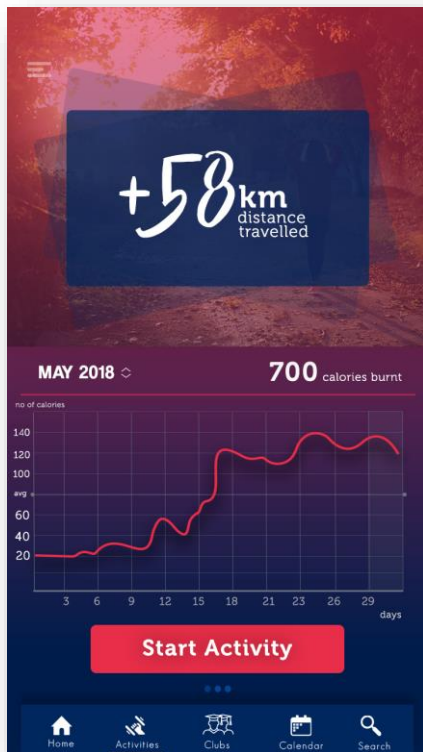 +58km
distance
travelled
MAY 2018
700 calories burnt
no of calories
140
120
100
avg
60
40
20
3 6 9 12 15 18 21 23 26 29
days
Start Activity
Home Activities Clubs Calendar Search